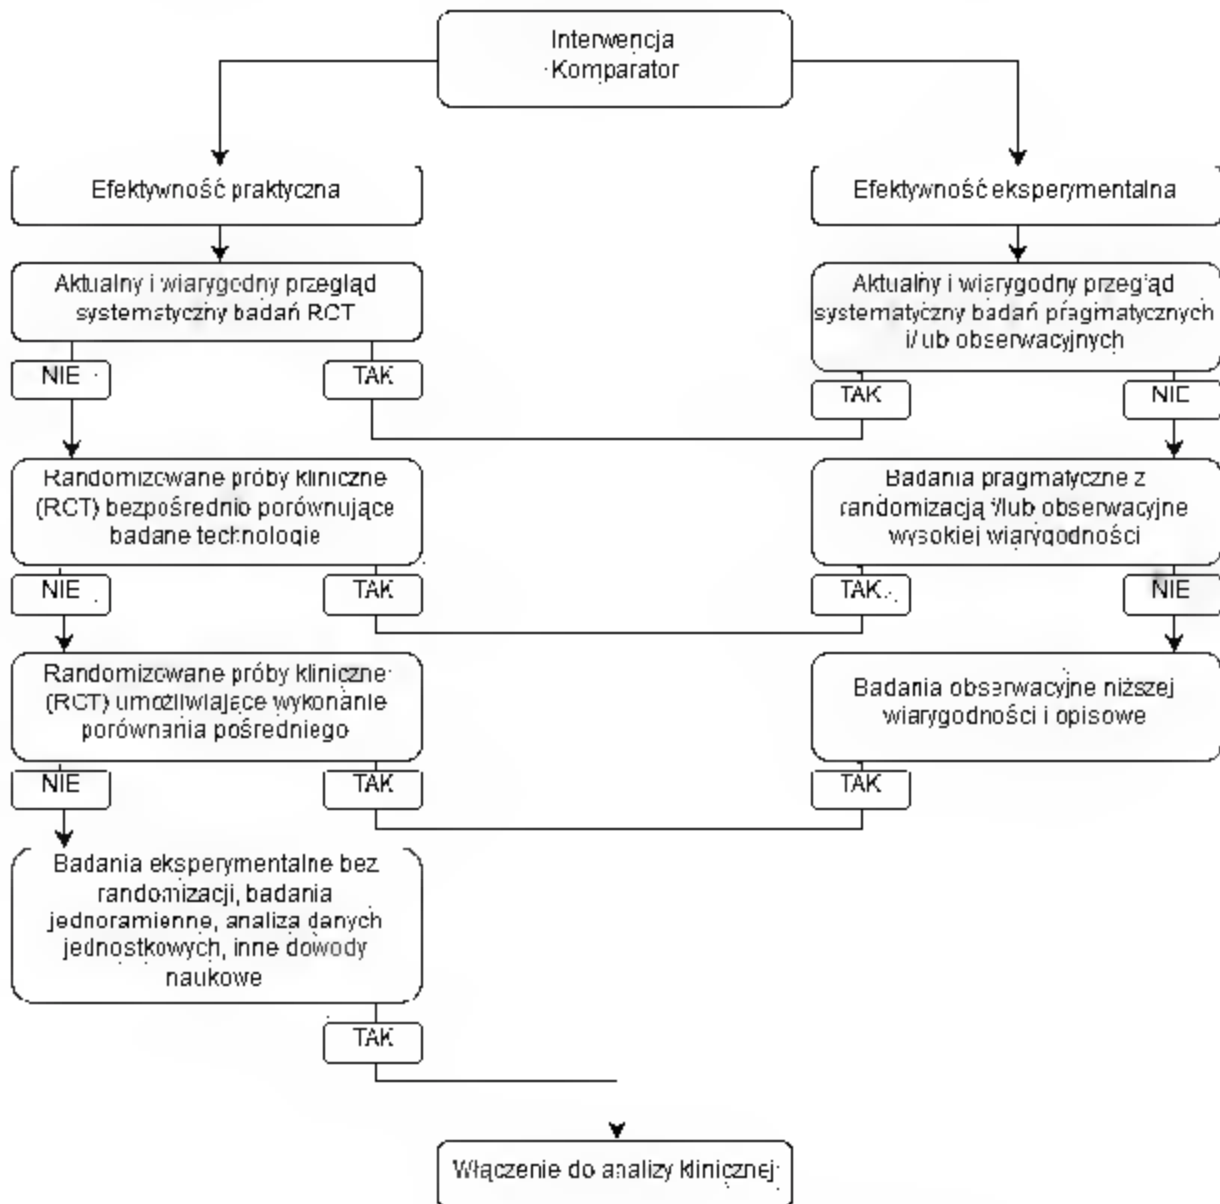 Interwencja
Komparator
Efektywność praktyczna
Efektywność eksperymentalna
Aktualny i wiarygodny przegląd
systematyczny badań RCT
Aktualny i wiarygodny przegląd
systematyczny badań pragmatycznych
i/lub obserwacyjnych
NIE
TAK
TAK
NIE
Randomizowane próby kliniczne
(RCT) bezpośrednio porównujące
badane technologie
Badania pragmatyczne z
randomizacją i/lub obserwacyjne
wysokiej wiarygodności
NIE
TAK
TAK
NIE
Randomizowane próby kliniczne
(RCT) umożliwiające wykonanie
porównania pośredniego
Badania obserwacyjne niższej
wiarygodności i opisowe
NIE
TAK
TAK
Badania eksperymentalne bez
randomizacji, badania
jednoramienne, analiza danych
jednostkowych, inne dowody
naukowe
TAK
Włączenie do analizy klinicznej